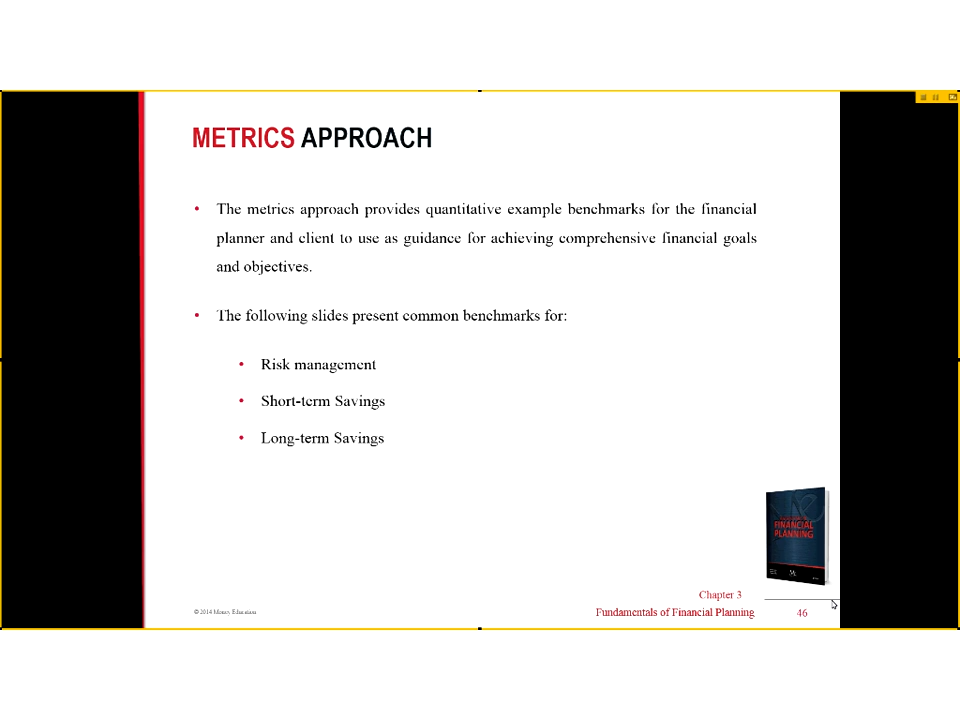 METRICS APPROACH
• The metrics approach provides quantitative example benchmarks for the financial
planner and client to use as guidance for achieving comprehensive financial goals
and objectives.
• The following slides present common benchmarks for:
• Risk management
• Short-term Savings
• Long-term Savings
FINANCIAL
PLANNING
Chapter 3
© 2014 Money Education
Fundamentals of Financial Planning
46